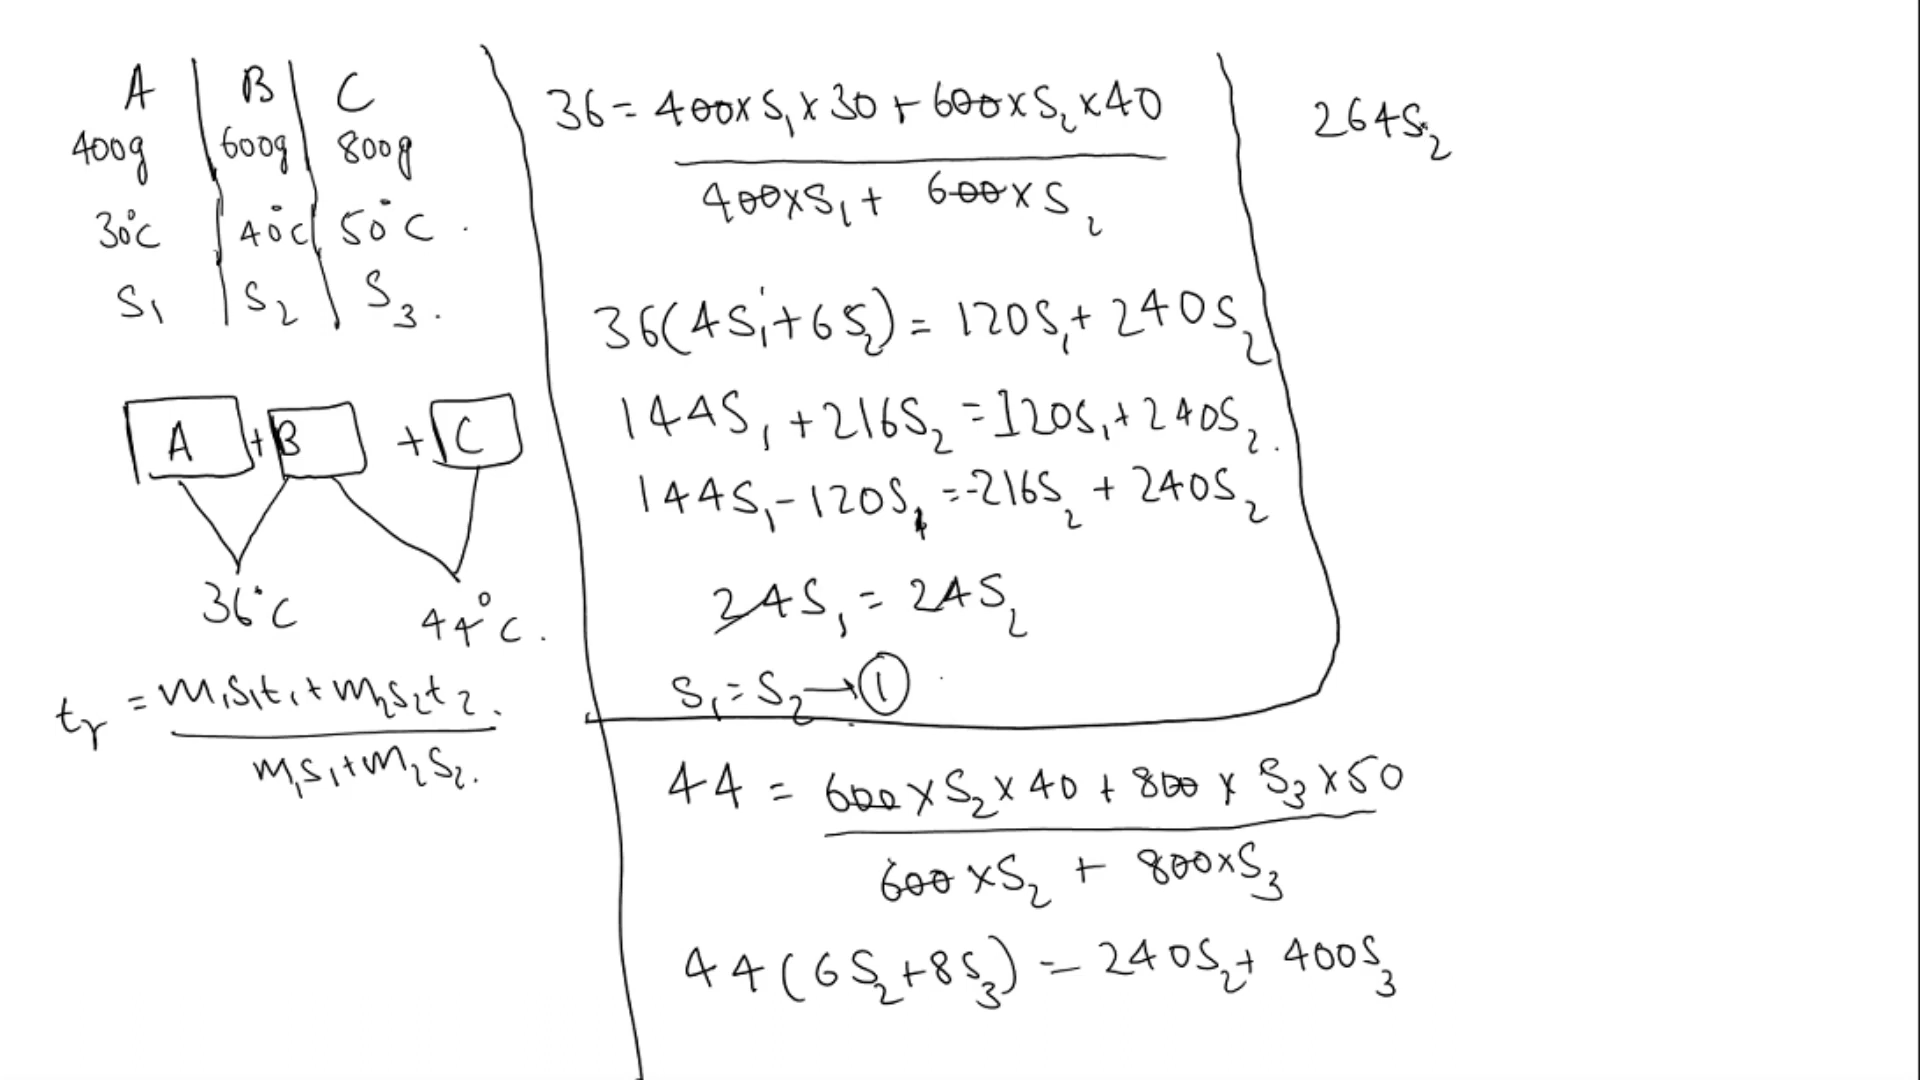 A | B | C
400g | 600g | 800g
30°c | 40°c | 50°c.
S₁ | S₂ | S₃.
A + B + C
36°c 44°c.
tᵣ = m₁s₁t₁ + m₂s₂t₂.
m₁s₁ + m₂s₂.
36 = 400×S₁×30 + 600×S₂×40
400×S₁ + 600×S₂
36(4S₁+6S₂) = 120S₁ + 240S₂
144S₁ + 216S₂ = 120S₁ + 240S₂.
144S₁ - 120S₁ = -216S₂ + 240S₂
24S₁ = 24S₂
S₁ = S₂ → ①
44 = 600×S₂×40 + 800×S₃×50
600×S₂ + 800×S₃
44(6S₂+8S₃) = 240S₂ + 400S₃
264S₂